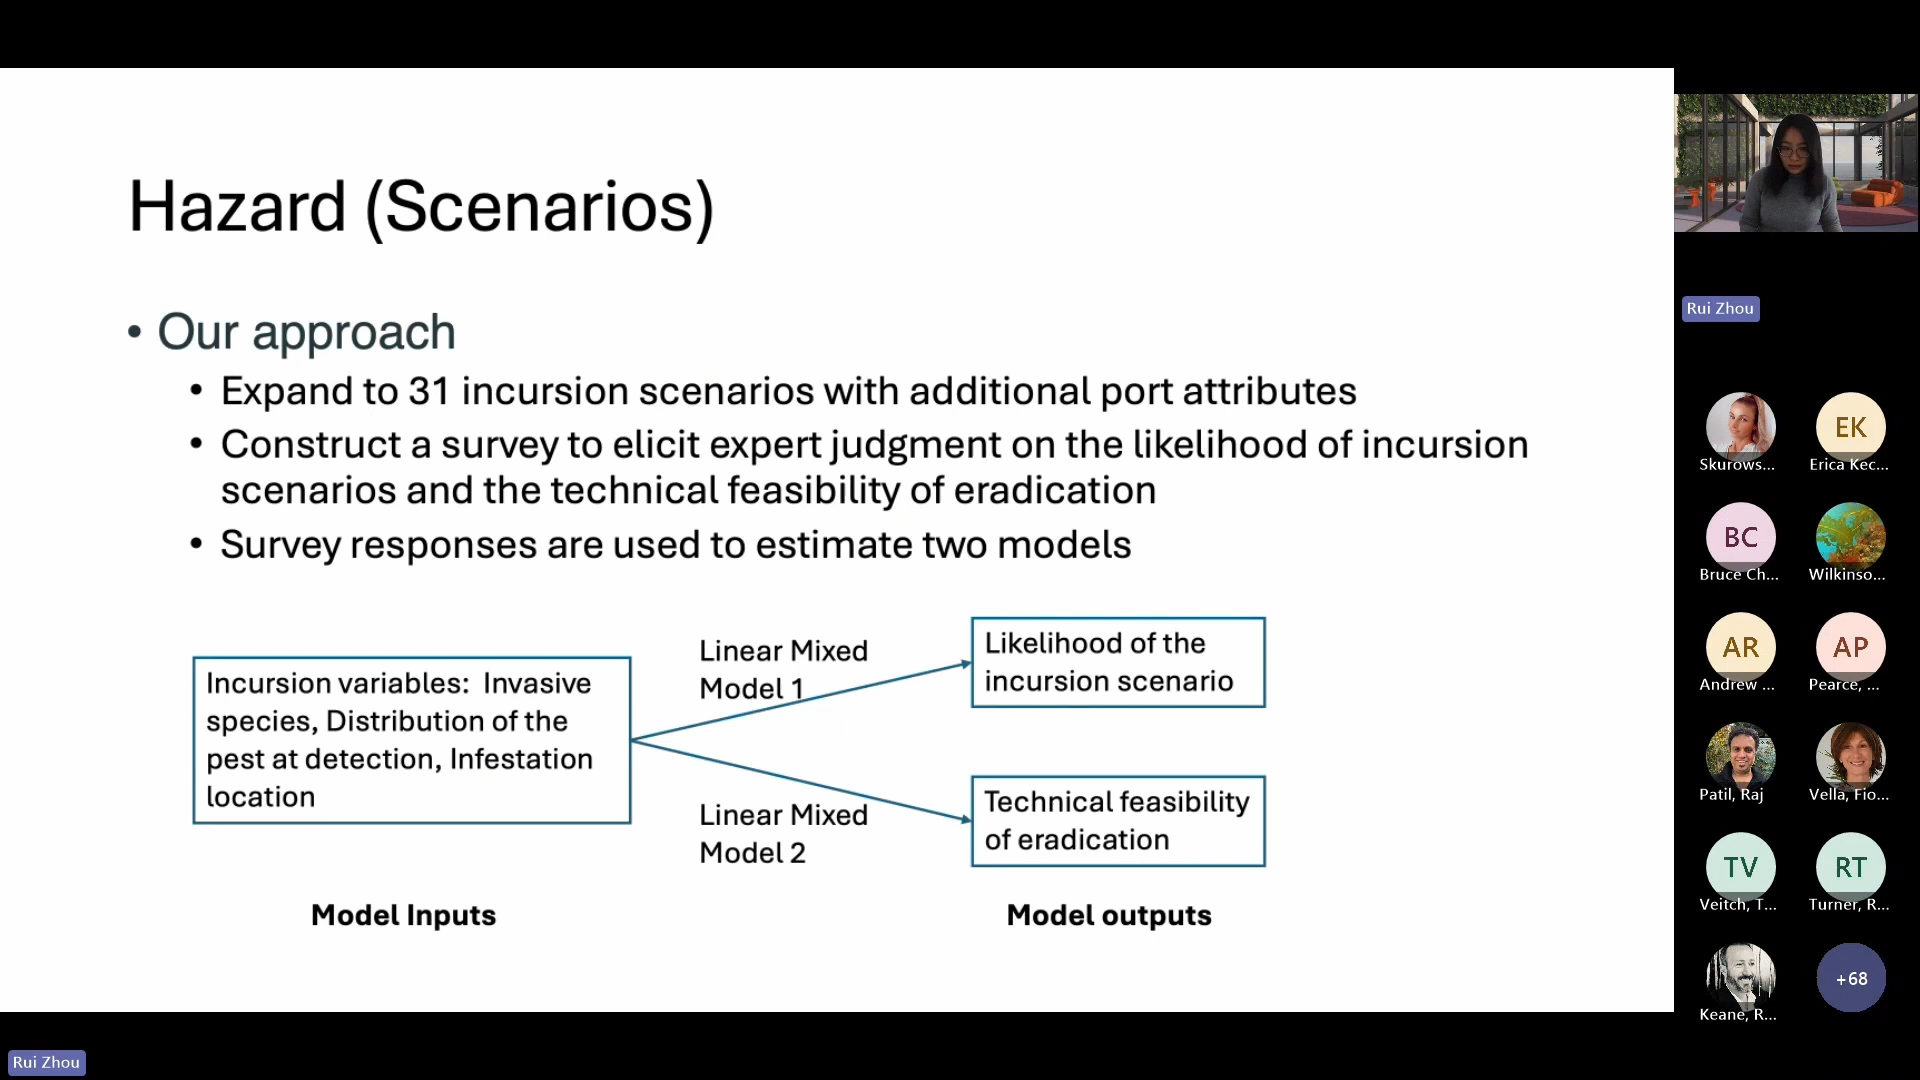 Hazard (Scenarios)
• Our approach
• Expand to 31 incursion scenarios with additional port attributes
• Construct a survey to elicit expert judgment on the likelihood of incursion
scenarios and the technical feasibility of eradication
• Survey responses are used to estimate two models
Incursion variables: Invasive
species, Distribution of the
pest at detection, Infestation
location
Linear Mixed
Model 1
Linear Mixed
Model 2
Likelihood of the
incursion scenario
Technical feasibility
of eradication
Model Inputs
Model outputs
Rui Zhou
Skurows...
EK
Erica Kec...
BC
Bruce Ch...
Wilkinso...
AR
Andrew ...
AP
Pearce, ...
Patil, Raj
Vella, Fio...
TV
Veitch, T...
RT
Turner, R...
Keane, R...
+68
Rui Zhou